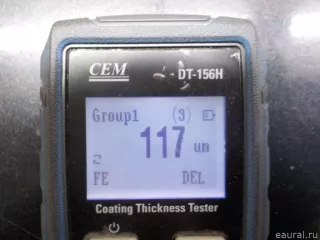 CEM
DT-156H
Group1 (3)
117 um
FE DEL
Coating Thickness Tester
eaural.ru